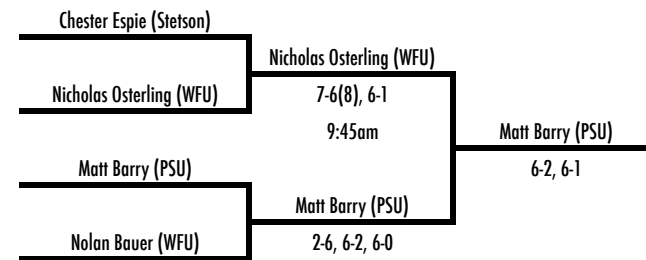 Chester Espie (Stetson)
Nicholas Osterling (WFU)
Nicholas Osterling (WFU)
7-6(8), 6-1
9:45am
Matt Barry (PSU)
6-2, 6-1
Matt Barry (PSU)
Matt Barry (PSU)
Nolan Bauer (WFU)
2-6, 6-2, 6-0